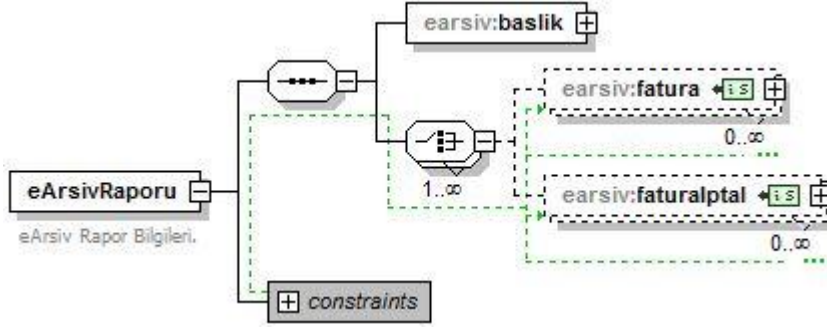 earsiv:baslik
earsiv:fatura
0..∞
1..∞
eArsivRaporu
earsiv:faturaIptal
eArsiv Rapor Bilgileri.
0..∞
constraints